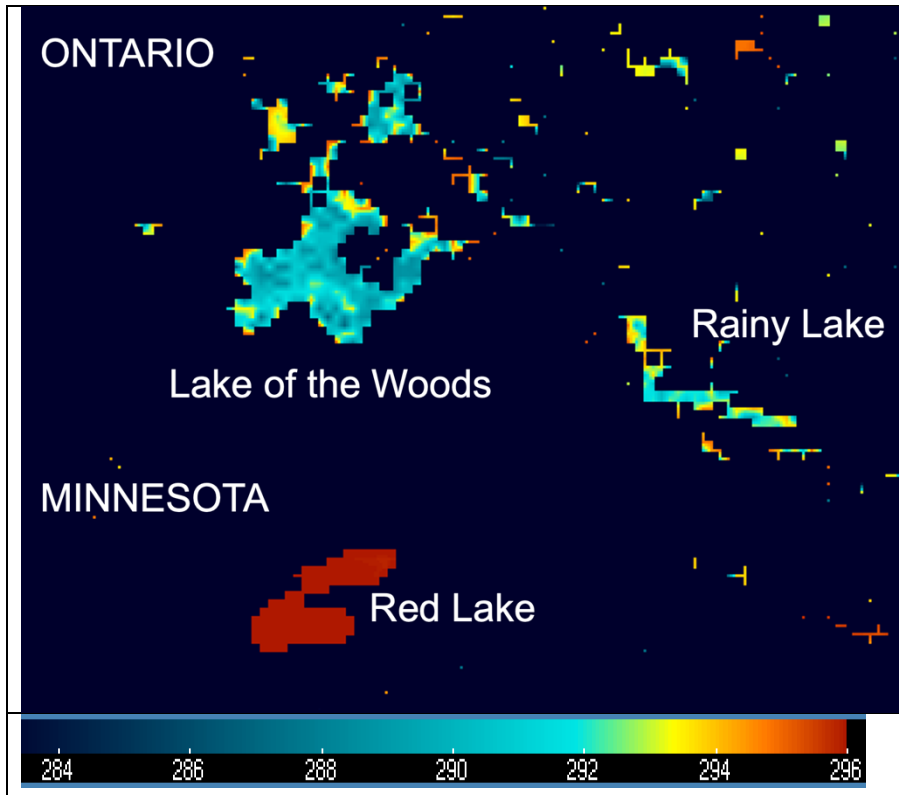 ONTARIO
Rainy Lake
Lake of the Woods
MINNESOTA
Red Lake
284 286 288 290 292 294 296